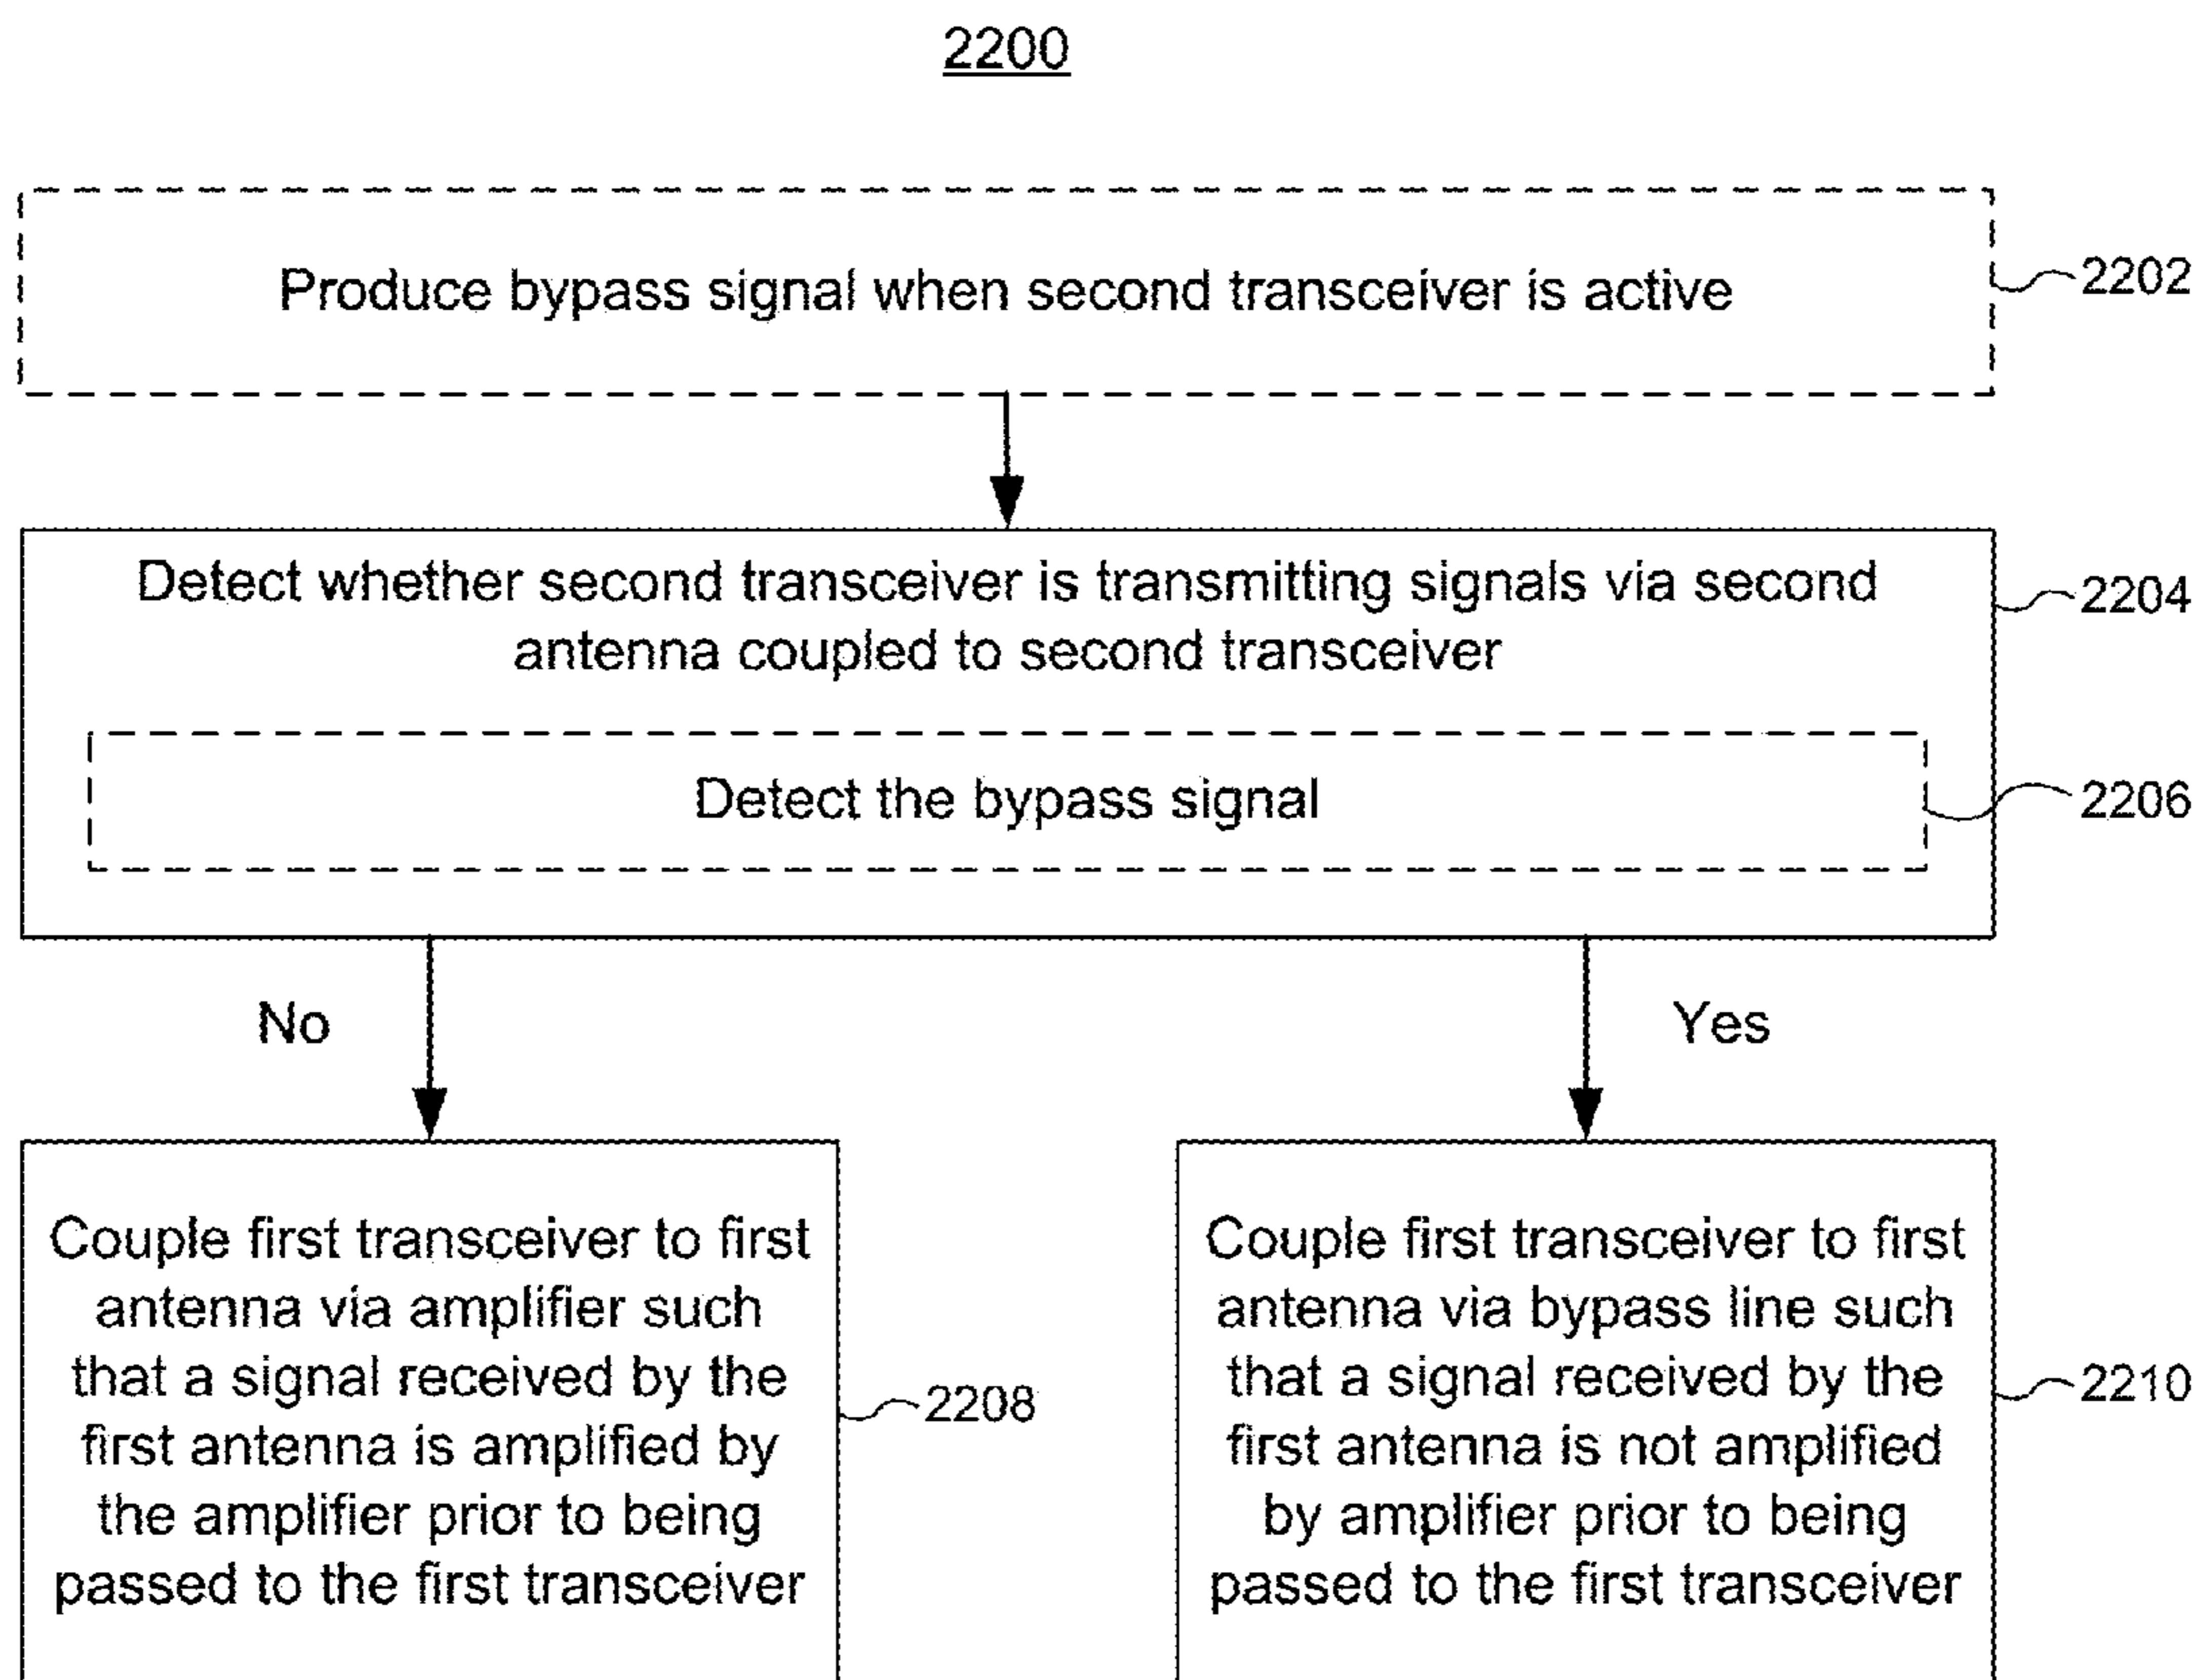 2200
Produce bypass signal when second transceiver is active
2202
Detect whether second transceiver is transmitting signals via second
antenna coupled to second transceiver
2204
Detect the bypass signal
2206
No
Yes
Couple first transceiver to first
antenna via amplifier such
that a signal received by the
first antenna is amplified by
the amplifier prior to being
passed to the first transceiver
2208
Couple first transceiver to first
antenna via bypass line such
that a signal received by the
first antenna is not amplified
by amplifier prior to being
passed to the first transceiver
2210